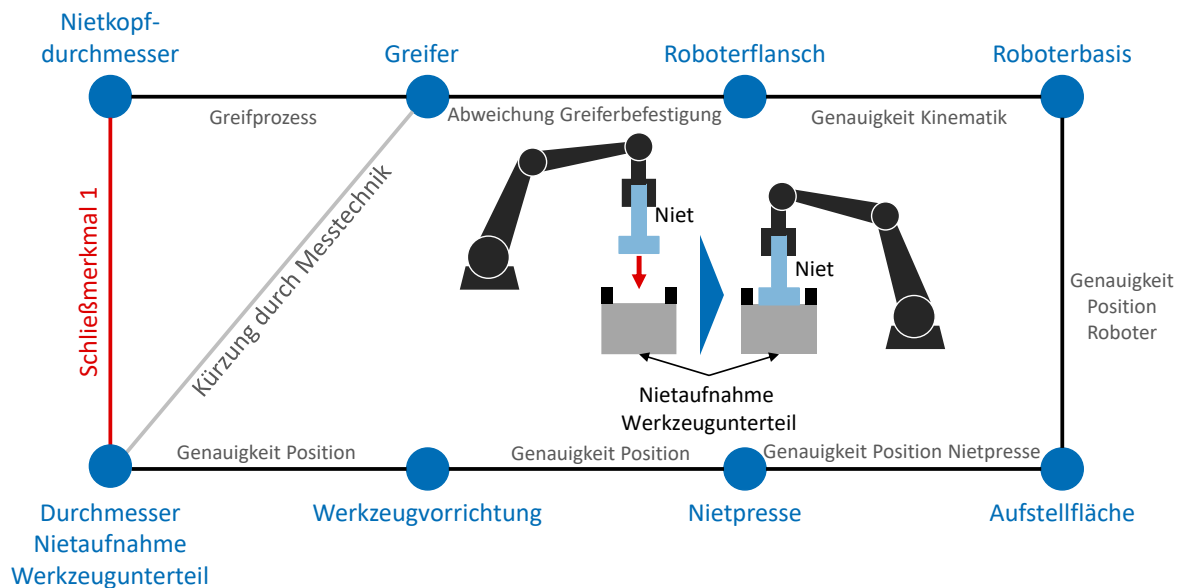 Nietkopf-
durchmesser
Greifer
Roboterflansch
Roboterbasis
Greifprozess
Abweichung Greiferbefestigung
Genauigkeit Kinematik
Schließmerkmal 1
Kürzung durch Messtechnik
Niet
Niet
Genauigkeit
Position
Roboter
Nietaufnahme
Werkzeugunterteil
Genauigkeit Position
Genauigkeit Position
Genauigkeit Position Nietpresse
Durchmesser
Nietaufnahme
Werkzeugunterteil
Werkzeugvorrichtung
Nietpresse
Aufstellfläche